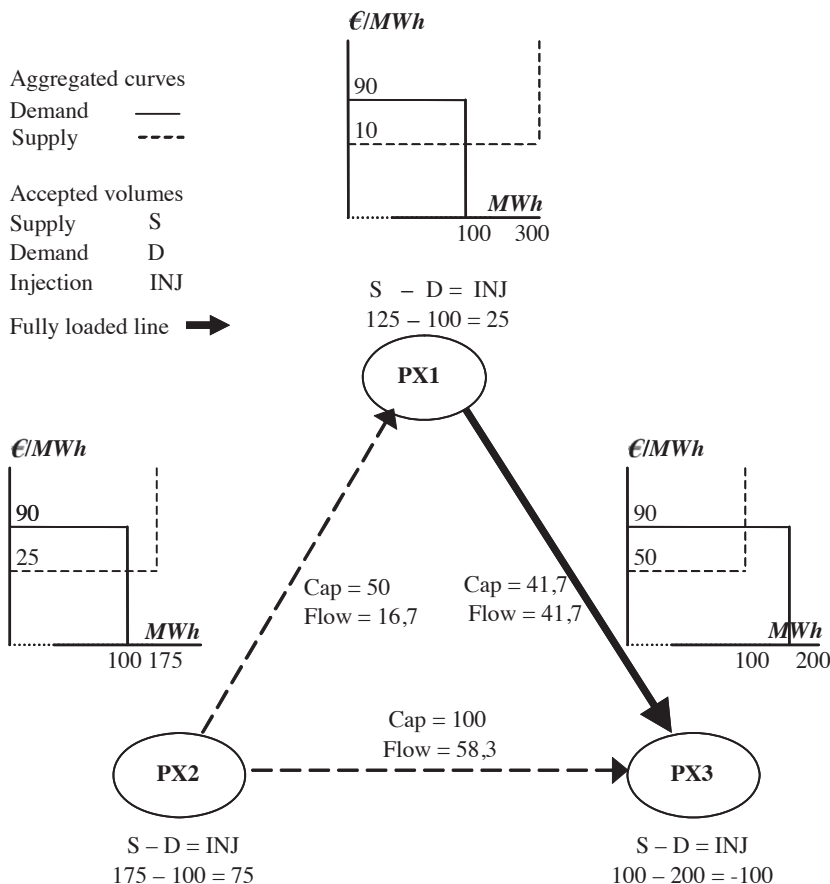 €/MWh
Aggregated curves
Demand
Supply
90
10
Accepted volumes
Supply S
Demand D
Injection INJ
MWh
100 300
Fully loaded line
S – D = INJ
125 – 100 = 25
PX1
€/MWh
90
25
MWh
100 175
€/MWh
90
50
MWh
100 200
Cap = 50
Flow = 16,7
Cap = 41,7
Flow = 41,7
Cap = 100
Flow = 58,3
PX2
PX3
S – D = INJ
175 – 100 = 75
S – D = INJ
100 – 200 = -100